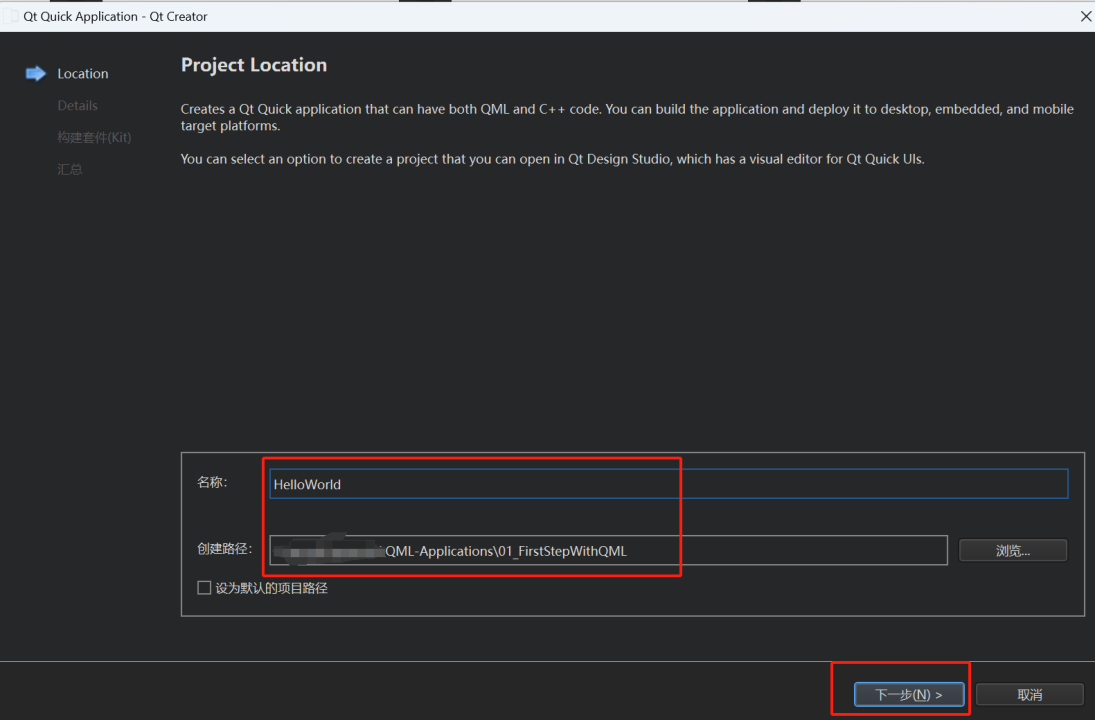 Qt Quick Application - Qt Creator
Location
Details
构建套件(Kit)
汇总
Project Location
Creates a Qt Quick application that can have both QML and C++ code. You can build the application and deploy it to desktop, embedded, and mobile
target platforms.
You can select an option to create a project that you can open in Qt Design Studio, which has a visual editor for Qt Quick UIs.
名称:
HelloWorld
创建路径:
QML-Applications\01_FirstStepWithQML
浏览...
设为默认的项目路径
下一步(N) >
取消